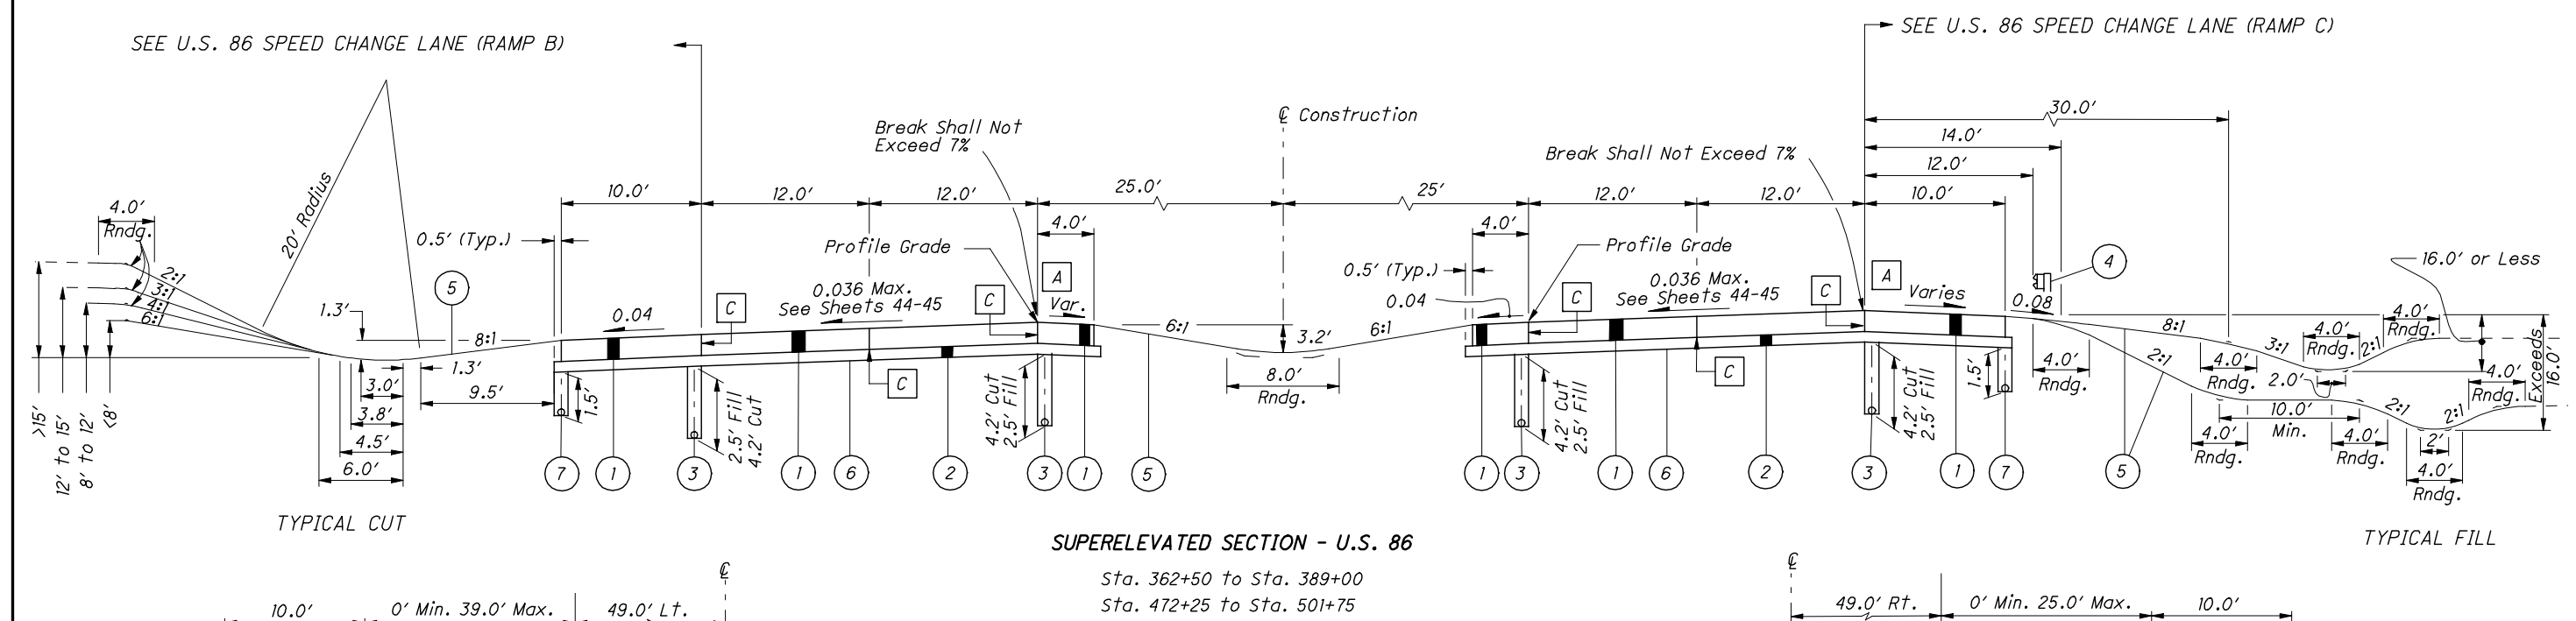 SEE U.S. 86 SPEED CHANGE LANE (RAMP B)
SEE U.S. 86 SPEED CHANGE LANE (RAMP C)
℄ Construction
30.0'
14.0'
12.0'
Break Shall Not
Exceed 7%
Break Shall Not Exceed 7%
10.0'
12.0'
12.0'
25.0'
25'
12.0'
12.0'
10.0'
4.0'
Rndg.
20' Radius
0.5' (Typ.)
Profile Grade
4.0'
4.0'
Profile Grade
16.0' or Less
4
A
A
2:1
3:1
4:1
6:1
5
0.036 Max.
See Sheets 44-45
C
C
Var.
0.5' (Typ.)
0.04
0.036 Max.
See Sheets 44-45
C
C
Varies
0.08
1.3'
0.04
8:1
6:1
3.2'
6:1
8:1
4.0'
Rndg.
4.0'
Rndg.
3:1
2:1
2:1
1.3'
3.0'
9.5'
3.8'
4.5'
6.0'
1.5'
2.5' Fill
4.2' Cut
C
4.2' Cut
2.5' Fill
8.0'
Rndg.
4.2' Cut
2.5' Fill
C
4.2' Cut
2.5' Fill
1.5'
4.0'
Rndg.
4.0'
Rndg.
2.0'
4.0'
Rndg.
Exceeds
16.0'
10.0'
Min.
2:1
2:1
4.0'
Rndg.
4.0'
Rndg.
2'
4.0'
Rndg.
>15'
12' to 15'
8' to 12'
<8'
7
1
3
1
6
2
3
1
5
1
3
1
6
2
3
1
7
5
TYPICAL CUT
TYPICAL FILL
SUPERELEVATED SECTION - U.S. 86
Sta. 362+50 to Sta. 389+00
Sta. 472+25 to Sta. 501+75
℄
10.0'
0' Min. 39.0' Max.
49.0' Lt.
℄
49.0' Rt.
0' Min. 25.0' Max.
10.0'